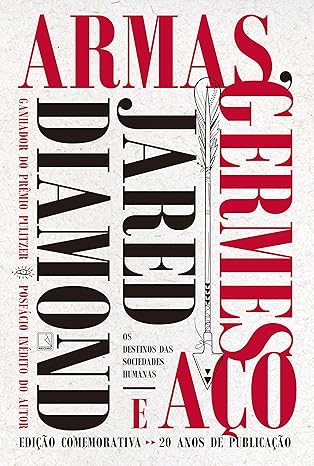 ARMAS,
GERMES
E AÇO
JARED
DIAMOND
OS
DESTINOS DAS
SOCIEDADES
HUMANAS
GANHADOR DO PRÊMIO PULITZER
POSFÁCIO INÉDITO DO AUTOR
EDIÇÃO COMEMORATIVA ▸▸ 20 ANOS DE PUBLICAÇÃO